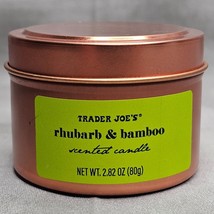 TRADER JOE'S®
rhubarb & bamboo
scented candle
NET WT. 2.82 OZ (80g)